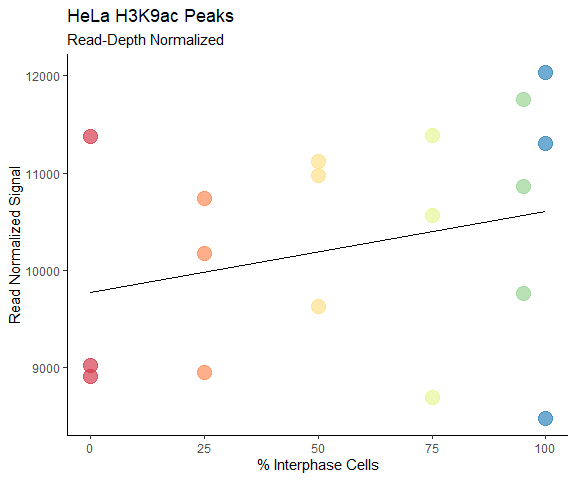 HeLa H3K9ac Peaks
Read-Depth Normalized
12000
11000
10000
9000
Read Normalized Signal
0 25 50 75 100
% Interphase Cells